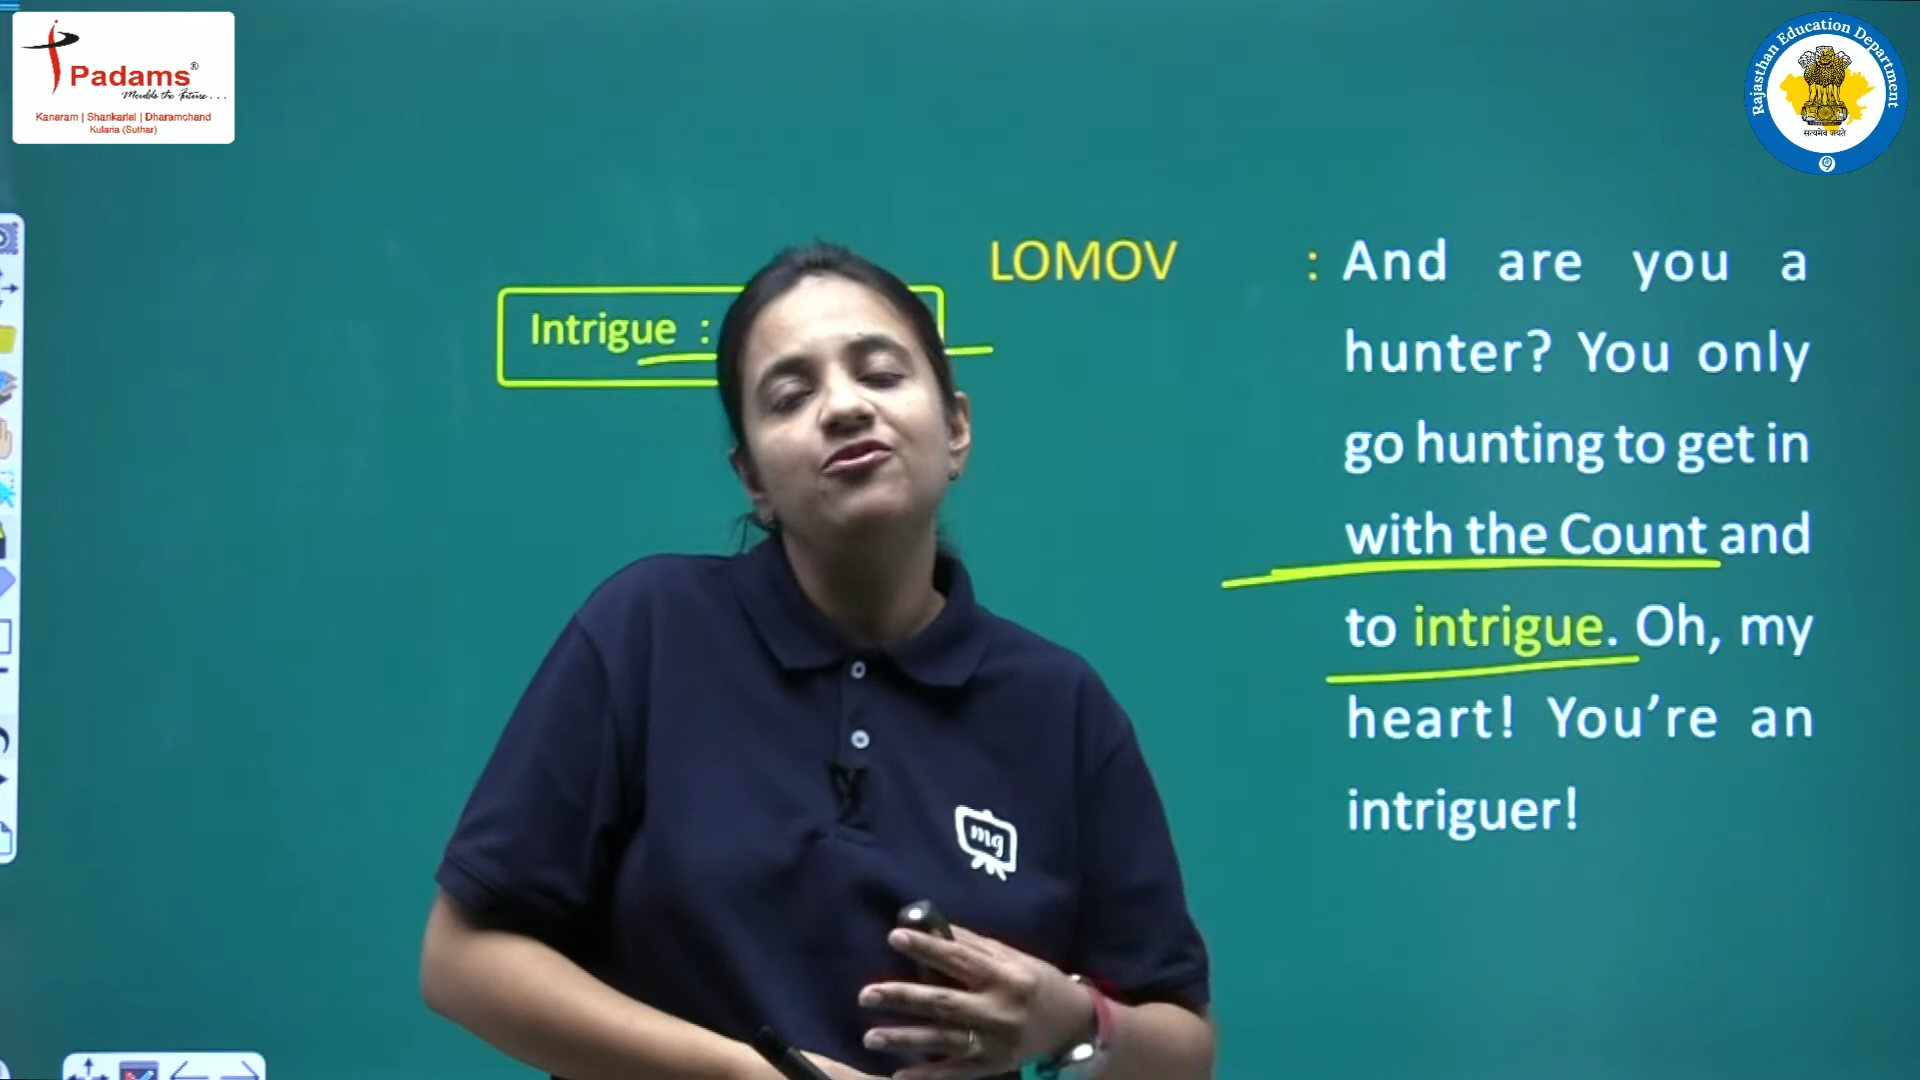 Padams®
Moulds the Future...
Kanaram | Shankarlal | Dharamchand
Kularia (Suthar)
Rajasthan Education Department
सत्यमेव जयते
Intrigue :
LOMOV : And are you a
hunter? You only
go hunting to get in
with the Count and
to intrigue. Oh, my
heart! You’re an
intriguer!
mg